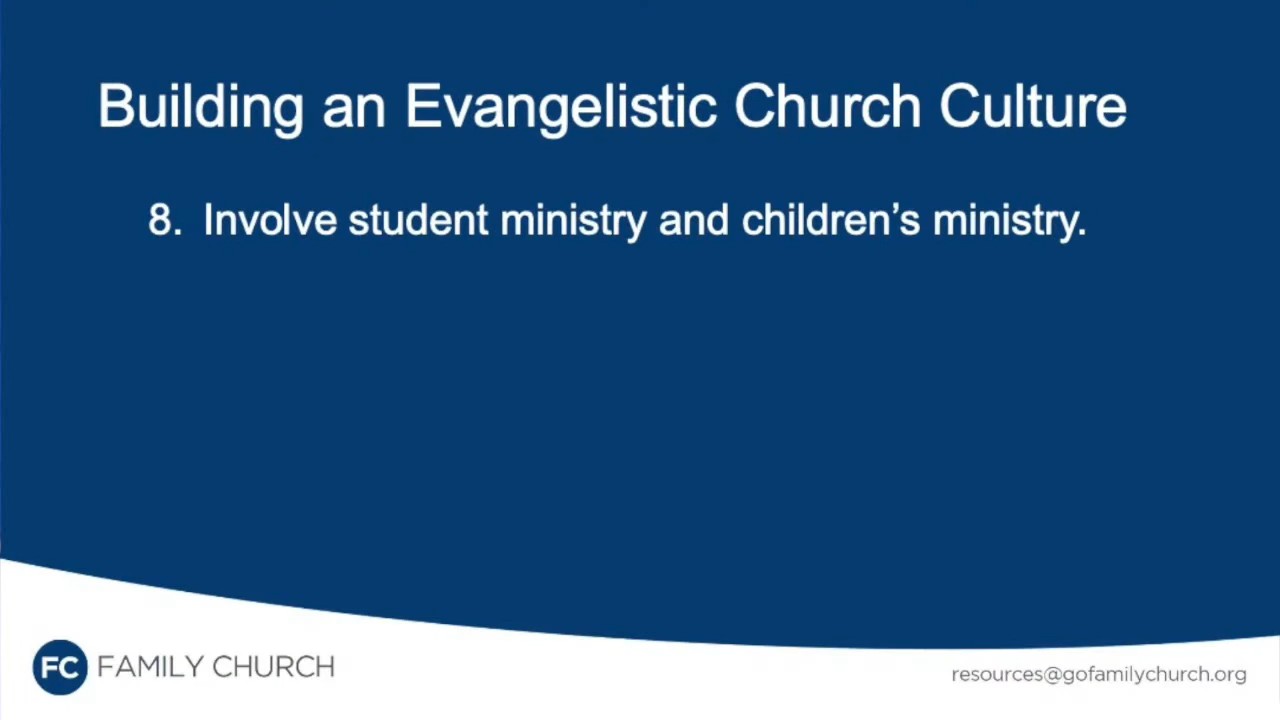 Building an Evangelistic Church Culture
8. Involve student ministry and children’s ministry.
FC FAMILY CHURCH
resources@gofamilychurch.org